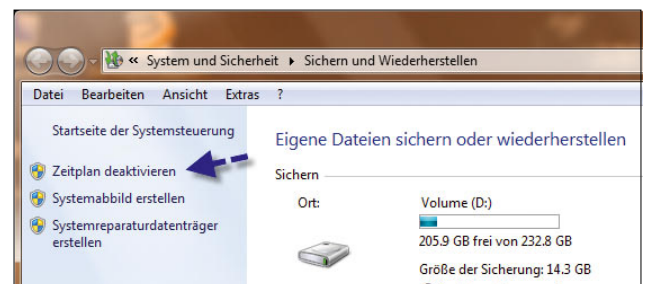 « System und Sicherheit ▸ Sichern und Wiederherstellen
Datei Bearbeiten Ansicht Extras ?
Startseite der Systemsteuerung
Zeitplan deaktivieren
Systemabbild erstellen
Systemreparaturdatenträger
erstellen
Eigene Dateien sichern oder wiederherstellen
Sichern
Ort:
Volume (D:)
205.9 GB frei von 232.8 GB
Größe der Sicherung: 14.3 GB